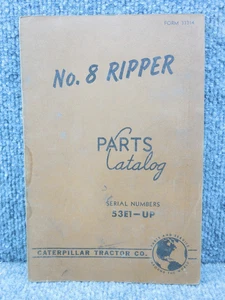 No. 8 RIPPER
PARTS
Catalog
SERIAL NUMBERS
53E1-UP
CATERPILLAR TRACTOR CO.